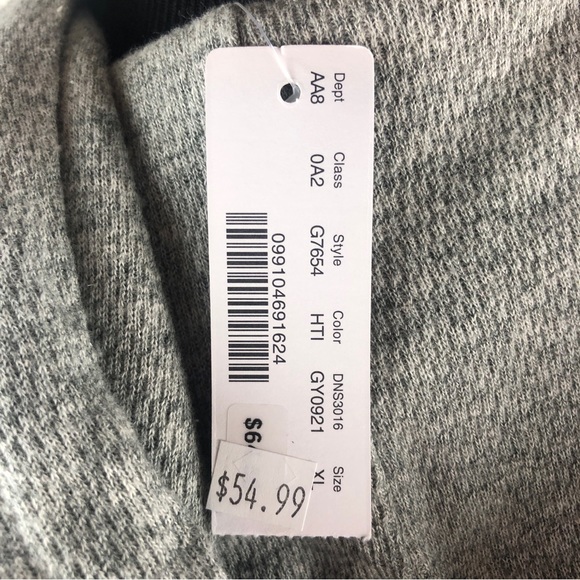 Dept Class Style Color DNS3016 Size
AA8 0A2 G7654 HTI GY0921 XL
099104691624
$54.99